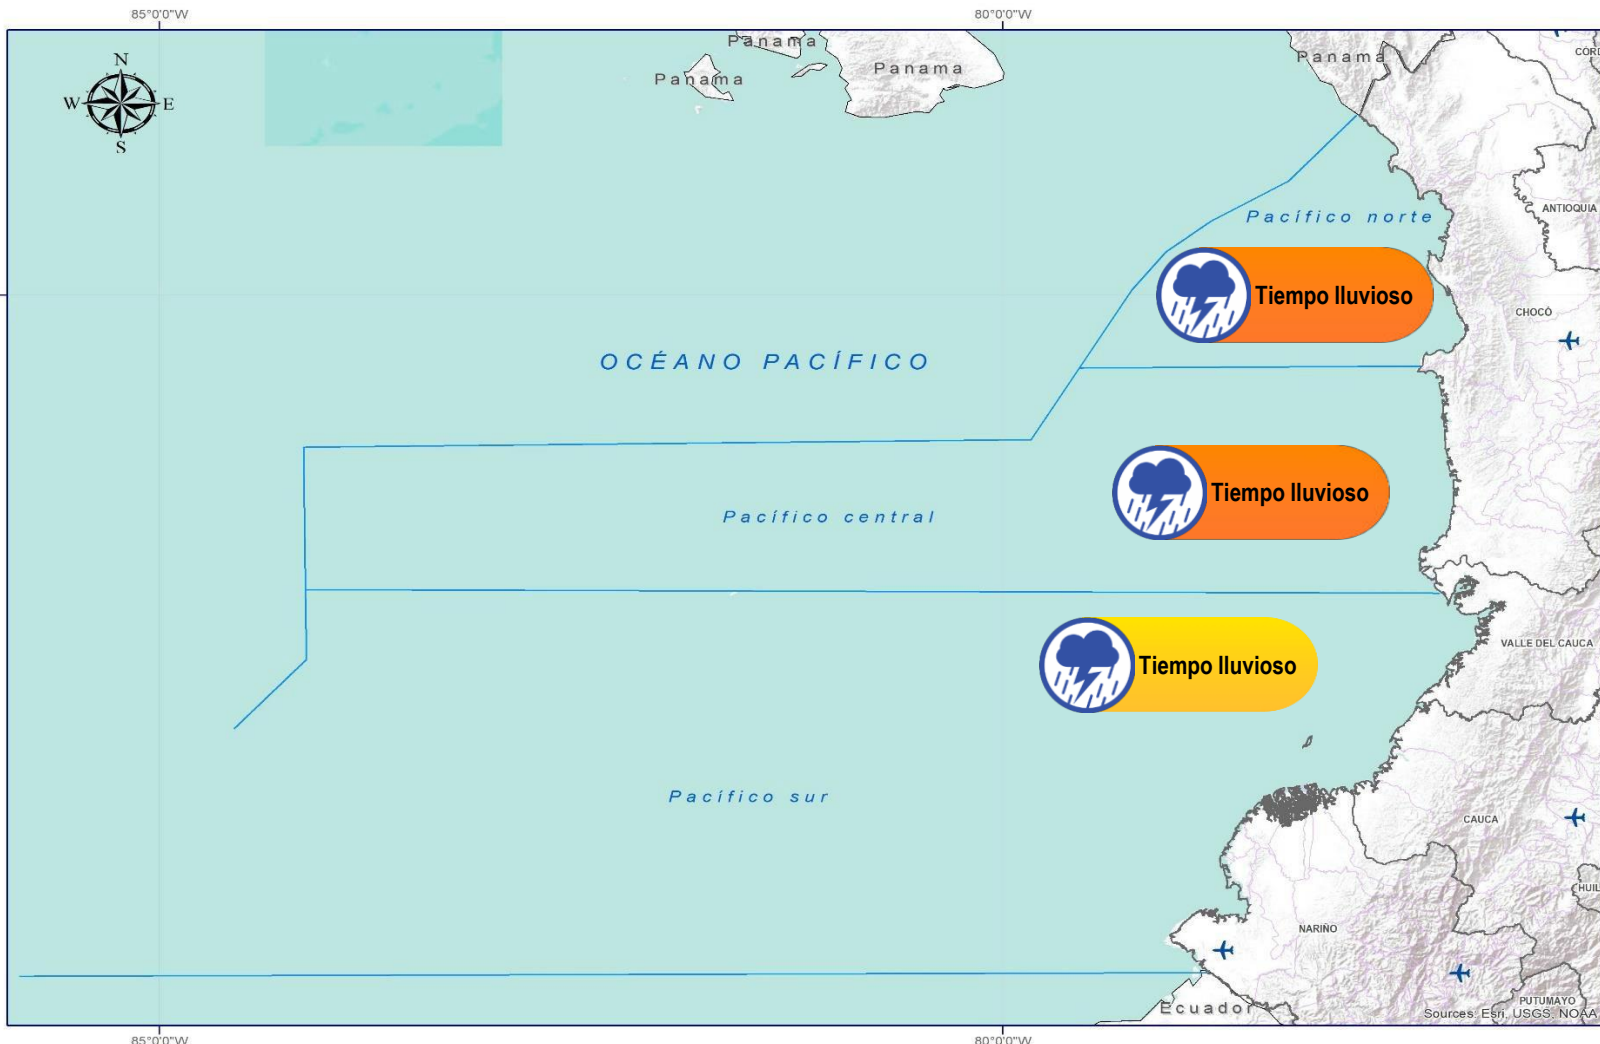 85°0'0"W
80°0'0"W
Panama
Panama
Panama
Panama
N
W
E
S
ANTIOQUIA
Pacífico norte
Tiempo lluvioso
CHOCÓ
OCÉANO PACÍFICO
Tiempo lluvioso
Pacífico central
VALLE DEL CAUCA
Tiempo lluvioso
Pacífico sur
CAUCA
NARIÑO
PUTUMAYO
Ecuador
Sources: Esri, USGS, NOAA
85°0'0"W
80°0'0"W